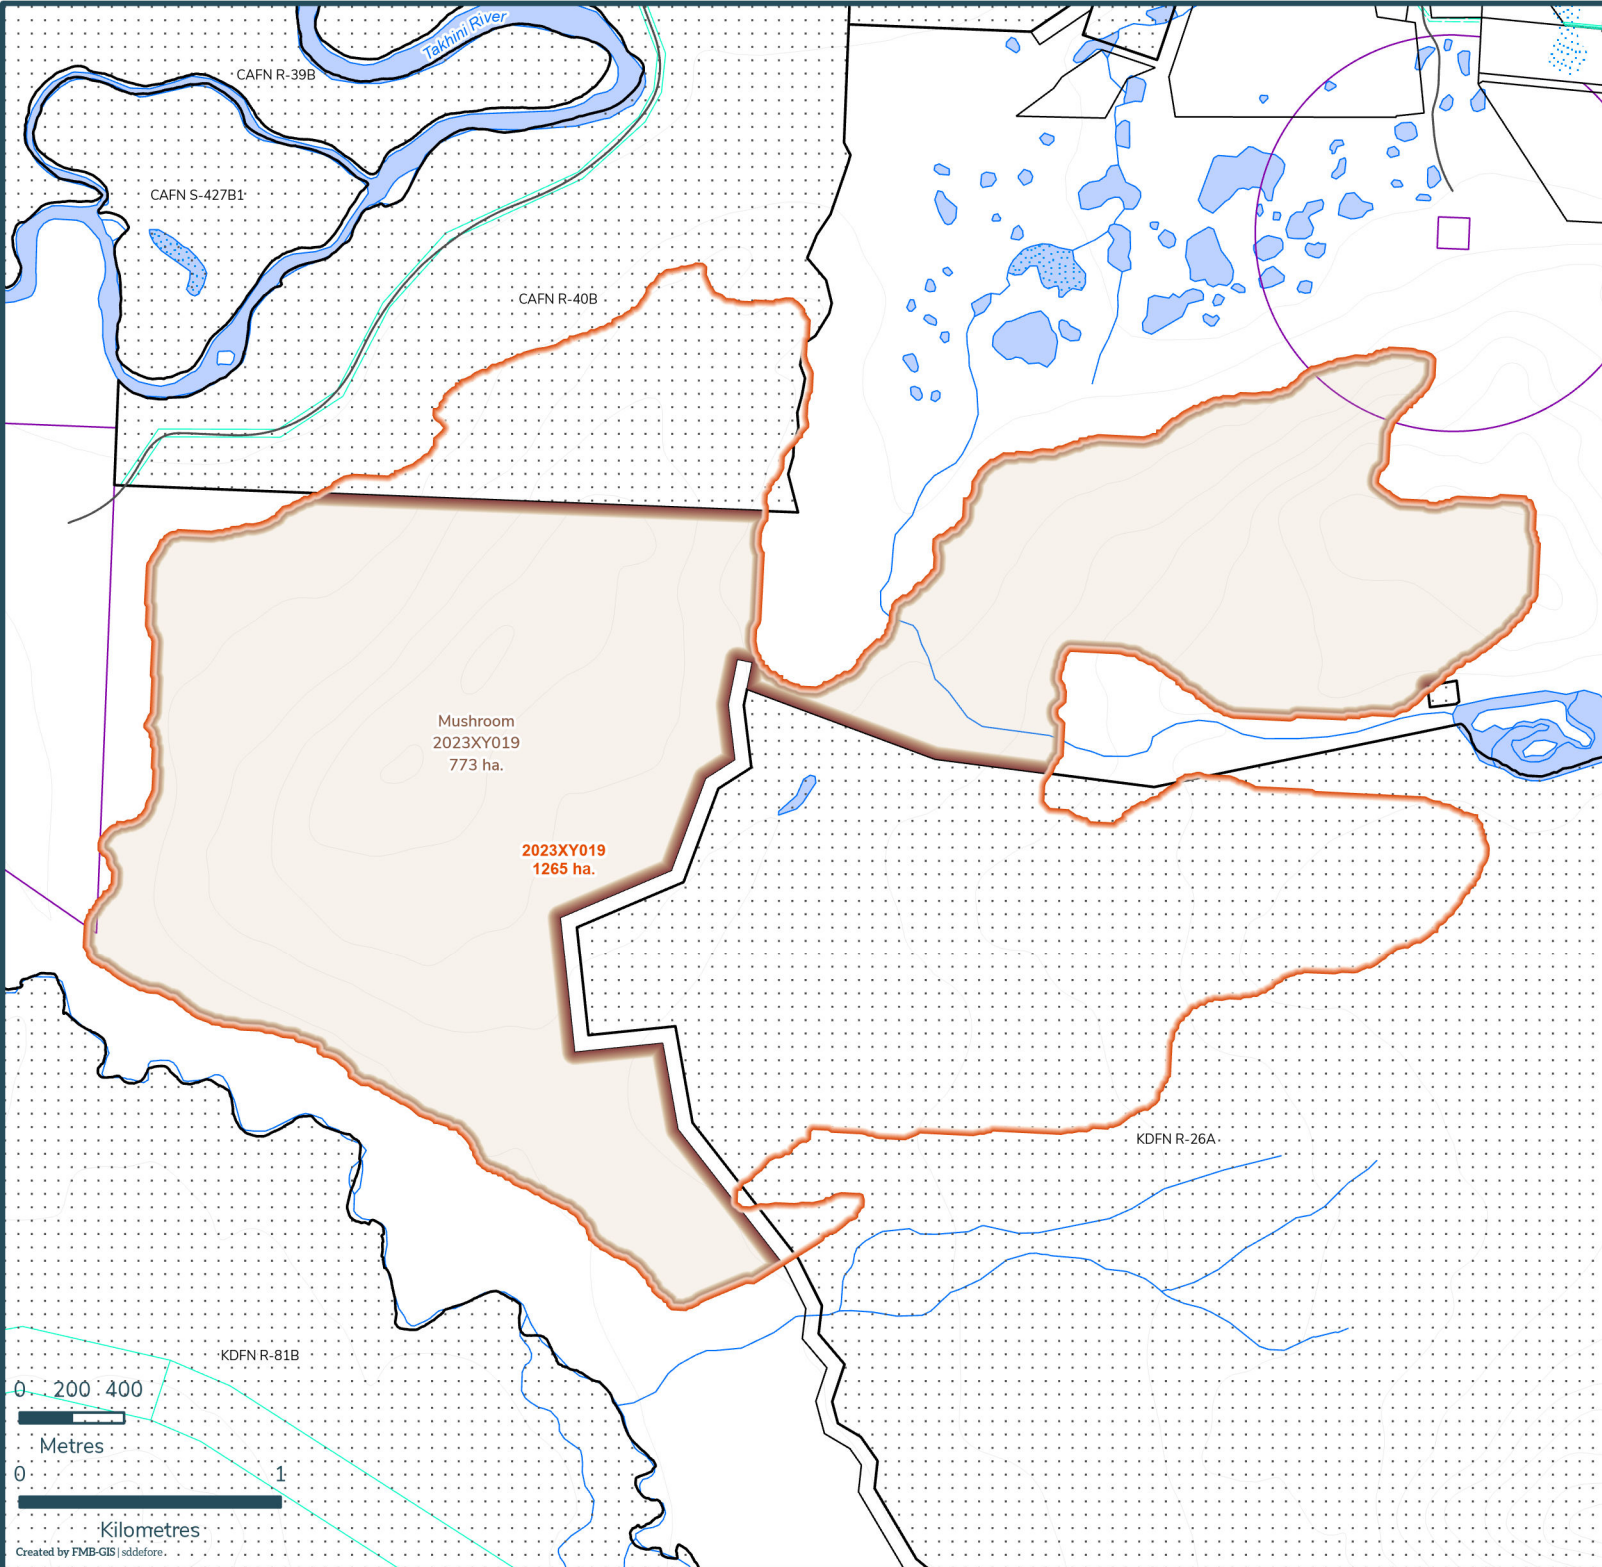 Takhini River
CAFN R-39B
CAFN S-427B1
CAFN R-40B
Mushroom
2023XY019
773 ha.
2023XY019
1265 ha.
KDFN R-26A
KDFN R-81B
0 200 400
Metres
0 1
Kilometres
Created by FMB-GIS | sddefore